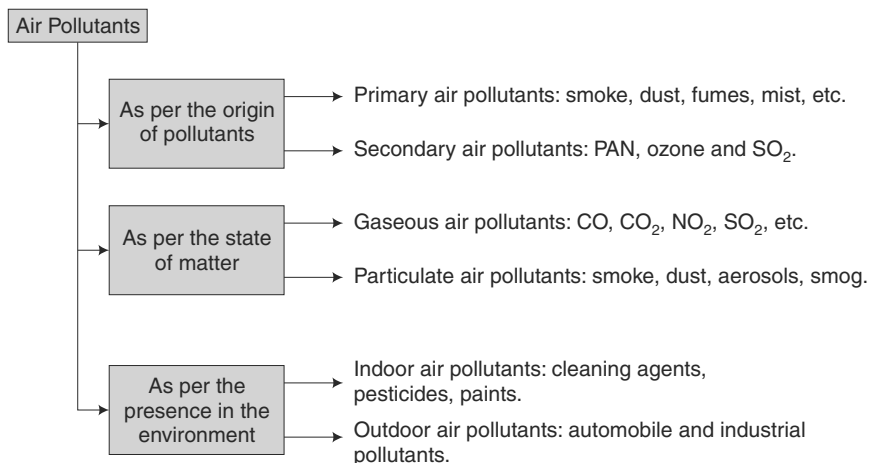 Air Pollutants
As per the origin
of pollutants
Primary air pollutants: smoke, dust, fumes, mist, etc.
Secondary air pollutants: PAN, ozone and SO₂.
As per the state
of matter
Gaseous air pollutants: CO, CO₂, NO₂, SO₂, etc.
Particulate air pollutants: smoke, dust, aerosols, smog.
As per the
presence in the
environment
Indoor air pollutants: cleaning agents,
pesticides, paints.
Outdoor air pollutants: automobile and industrial
pollutants.